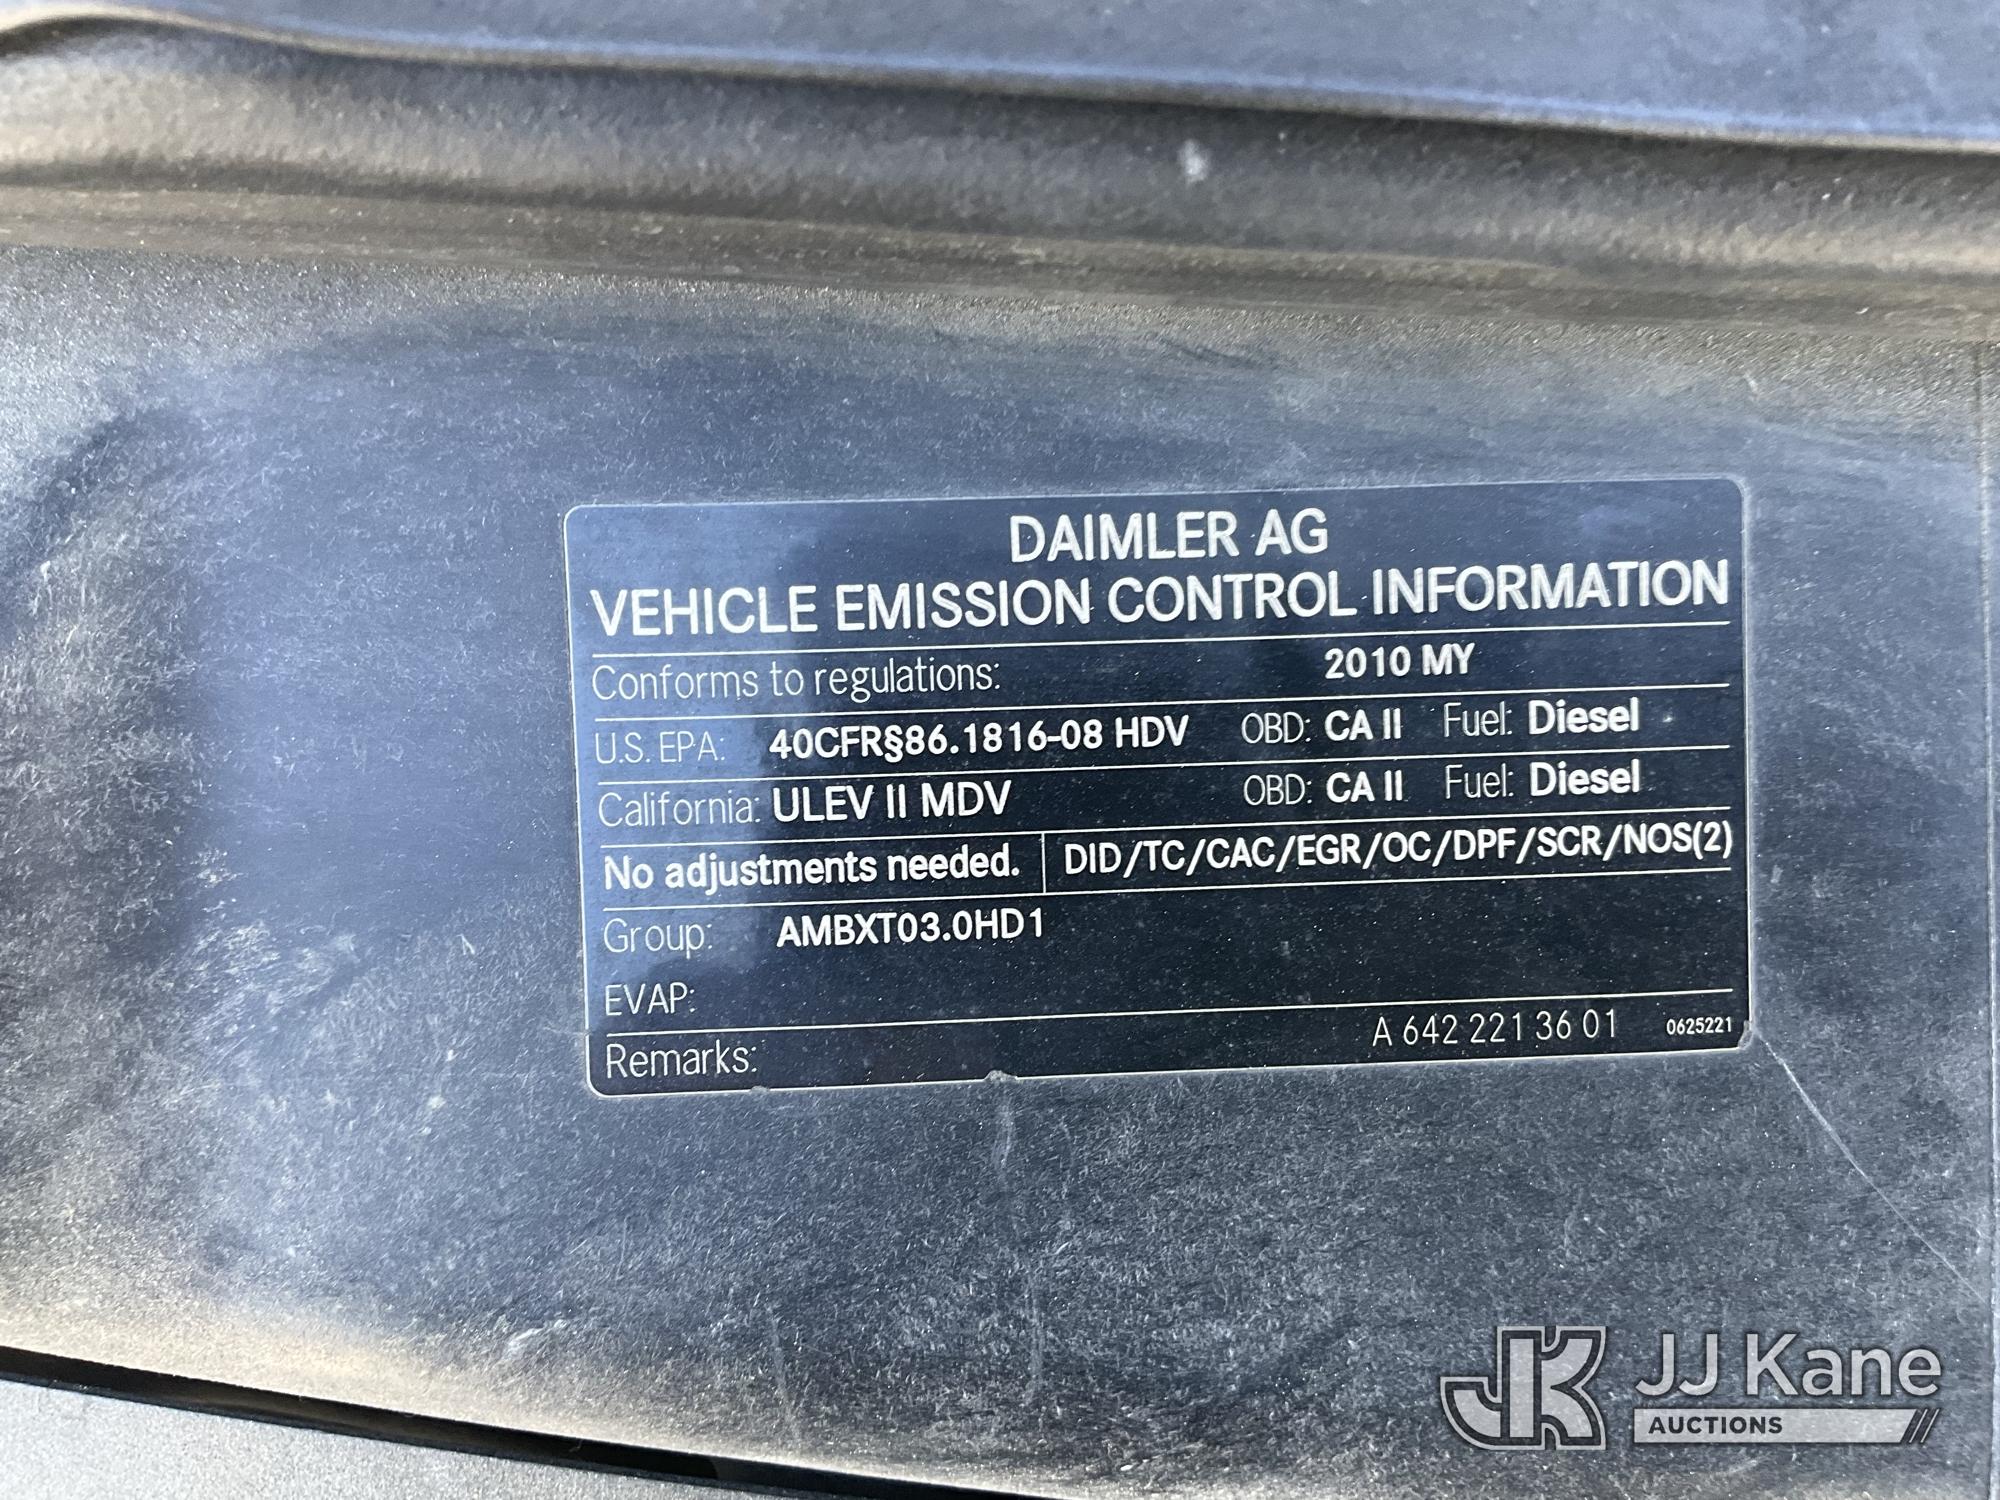 DAIMLER AG
VEHICLE EMISSION CONTROL INFORMATION
Conforms to regulations: 2010 MY
U.S. EPA: 40CFR§86.1816-08 HDV OBD: CA II Fuel: Diesel
California: ULEV II MDV OBD: CA II Fuel: Diesel
No adjustments needed. DID/TC/CAC/EGR/OC/DPF/SCR/NOS(2)
Group: AMBXT03.0HD1
EVAP:
Remarks: A 642 221 36 01 0625221
JK JJ Kane
AUCTIONS